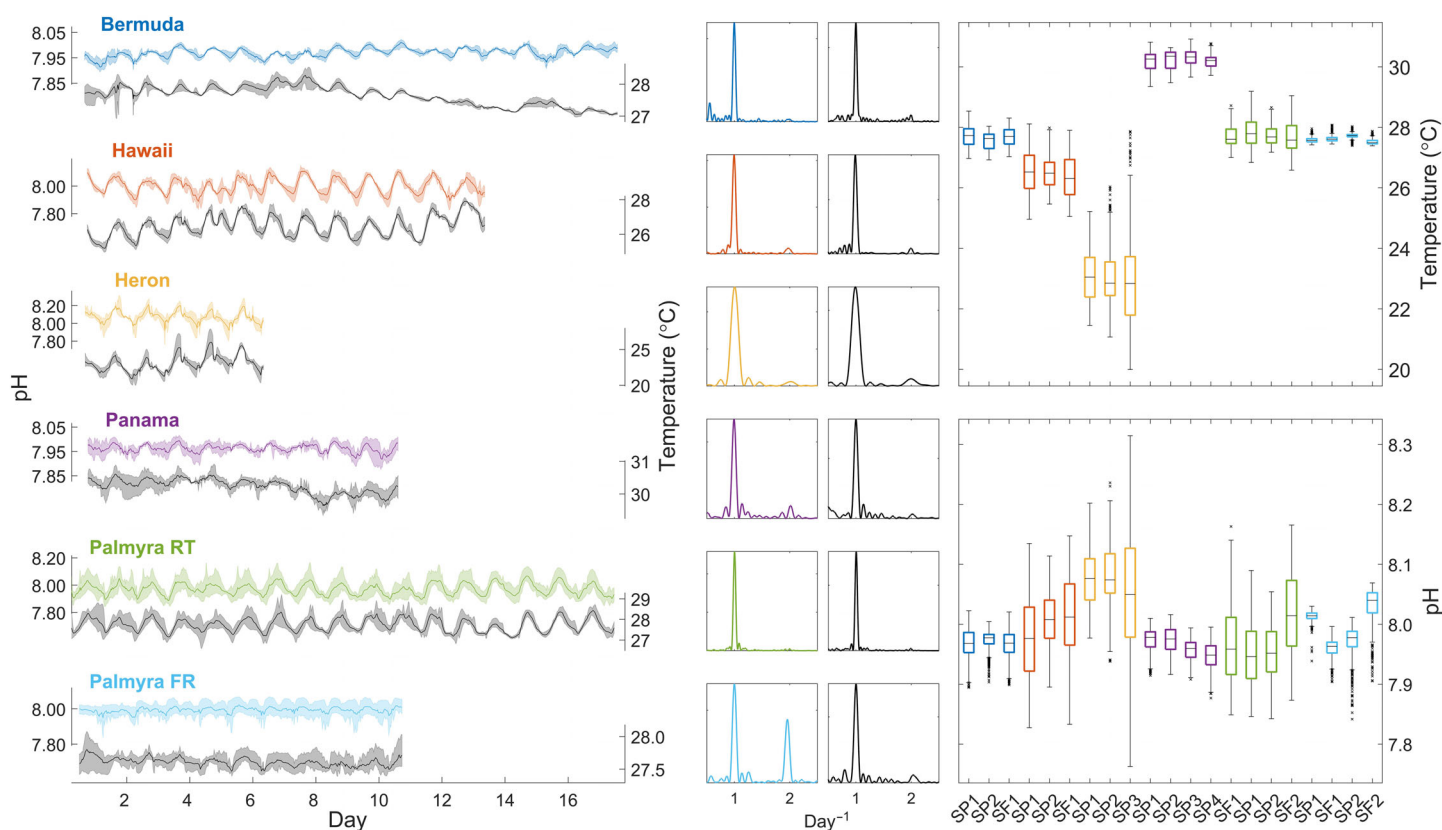 Bermuda
8.05
7.95
7.85
28
27
Hawaii
8.00
7.80
28
26
Heron
8.20
8.00
7.80
25
20
Panama
8.05
7.95
7.85
31
30
Palmyra RT
8.20
8.00
7.80
29
28
27
Palmyra FR
8.00
7.80
28.0
27.5
pH
Temperature (°C)
2 4 6 8 10 12 14 16
Day
1 2 1 2
Day⁻¹
30
28
26
24
22
20
Temperature (°C)
8.3
8.2
8.1
8.0
7.9
7.8
pH
SP1 SP2 SF1 SP1 SP2 SF1 SP1 SP2 SP3 SP1 SP2 SP3 SP4 SF1 SP1 SP2 SF2 SP1 SF1 SP2 SF2